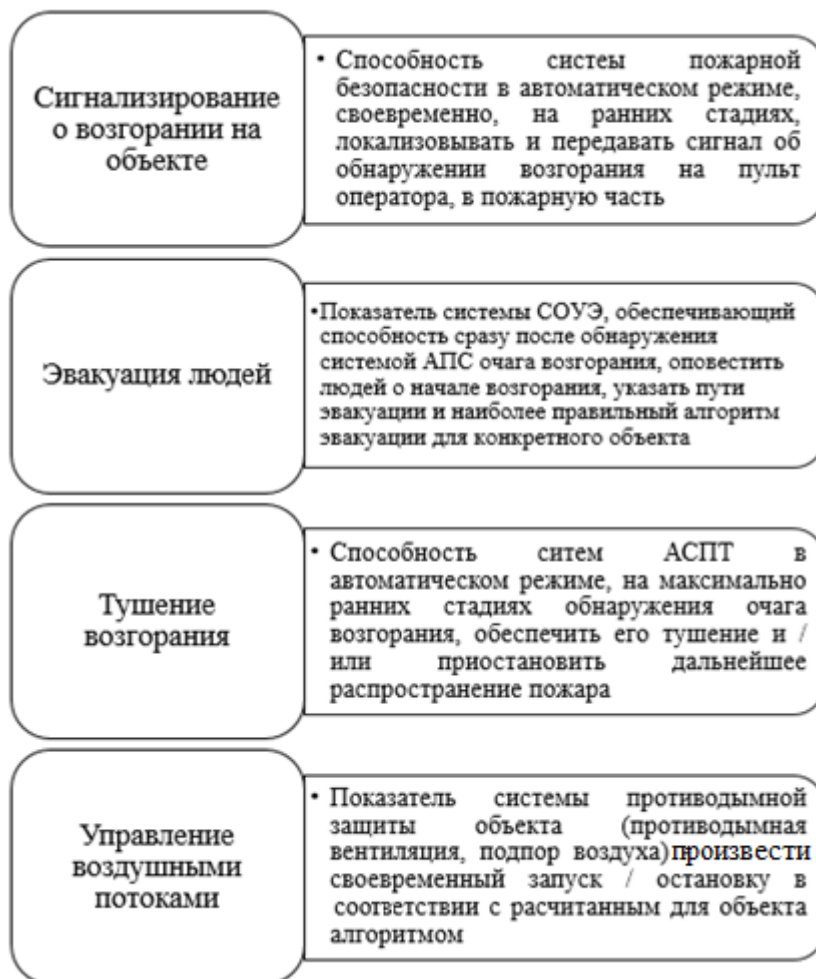 Сигнализирование
о возгорании на
объекте
• Способность систеы пожарной
безопасности в автоматическом режиме,
своевременно, на ранних стадиях,
локализовывать и передавать сигнал об
обнаружении возгорания на пульт
оператора, в пожарную часть
Эвакуация людей
•Показатель системы СОУЭ, обеспечивающий
способность сразу после обнаружения
системой АПС очага возгорания, оповестить
людей о начале возгорания, указать пути
эвакуации и наиболее правильный алгоритм
эвакуации для конкретного объекта
Тушение
возгорания
• Способность ситем АСПТ в
автоматическом режиме, на максимально
ранних стадиях обнаружения очага
возгорания, обеспечить его тушение и /
или приостановить дальнейшее
распространение пожара
Управление
воздушными
потоками
• Показатель системы противодымной
защиты объекта (противодымная
вентиляция, подпор воздуха)произвести
своевременный запуск / остановку в
соответствии с расчитанным для объекта
алгоритмом